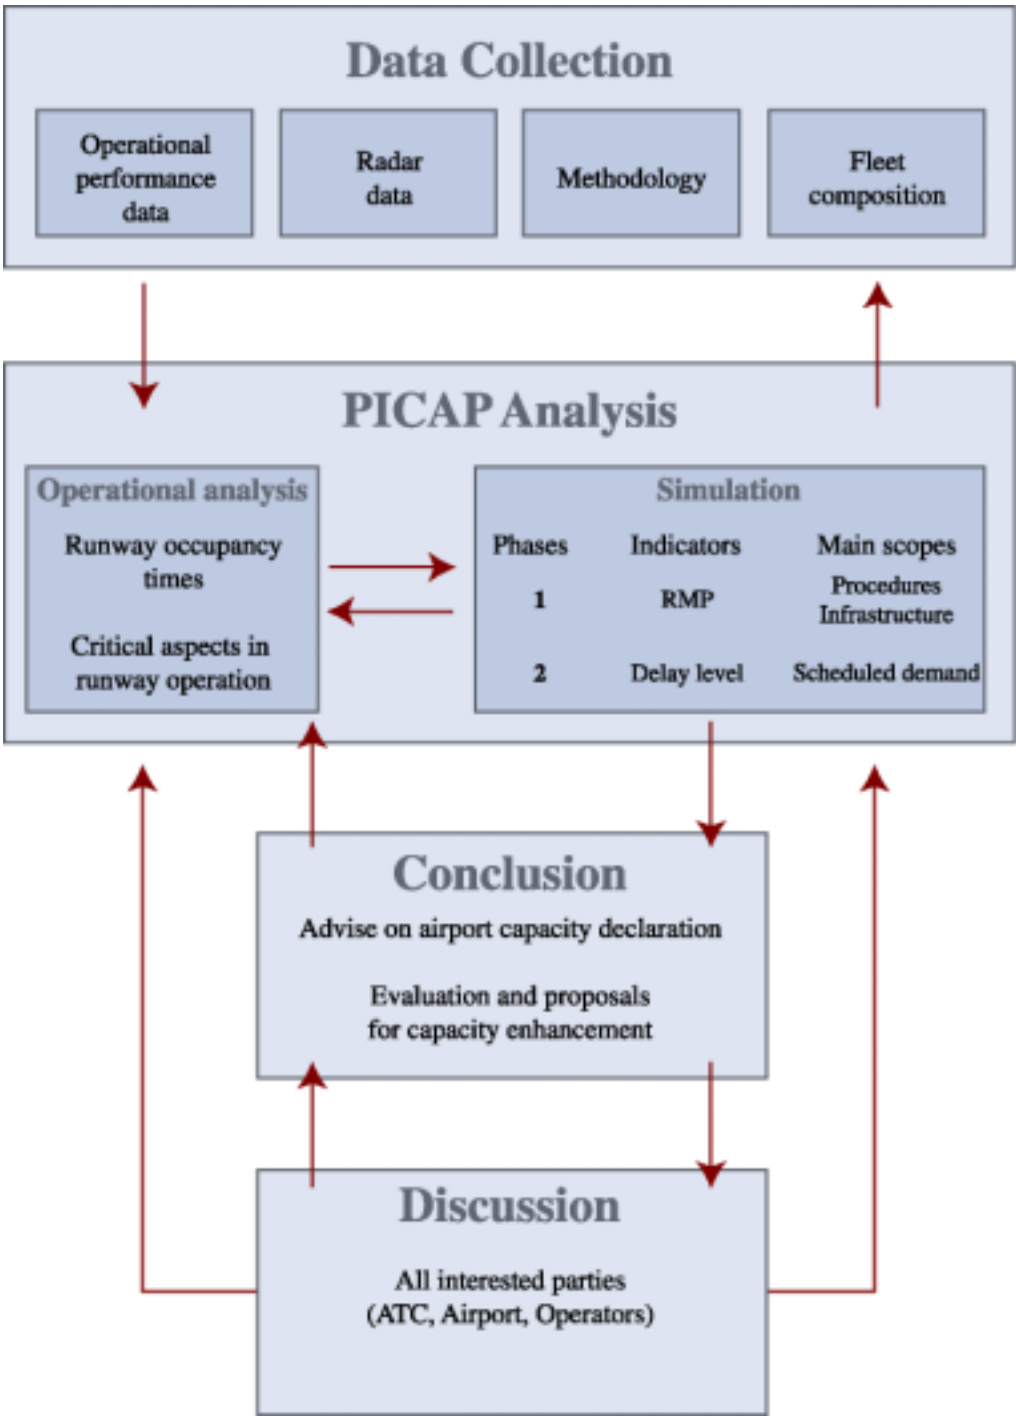 Data Collection
Operational
performance
data
Radar
data
Methodology
Fleet
composition
PICAP Analysis
Operational analysis
Runway occupancy
times
Critical aspects in
runway operation
Simulation
Phases Indicators Main scopes
1 RMP Procedures
Infrastructure
2 Delay level Scheduled demand
Conclusion
Advise on airport capacity declaration
Evaluation and proposals
for capacity enhancement
Discussion
All interested parties
(ATC, Airport, Operators)